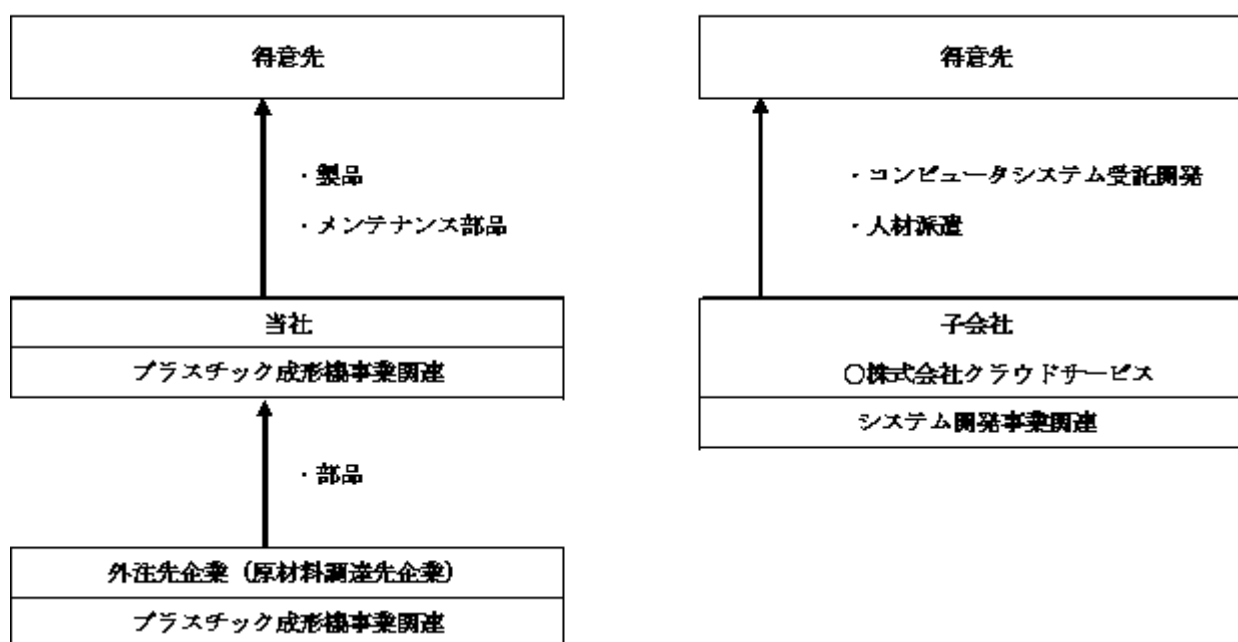 得意先
・製品
・メンテナンス部品
当社
プラスチック成形機事業関連
・部品
外注先企業（原材料調達先企業）
プラスチック成形機事業関連
得意先
・コンピュータシステム受託開発
・人材派遣
子会社
○株式会社クラウドサービス
システム開発事業関連